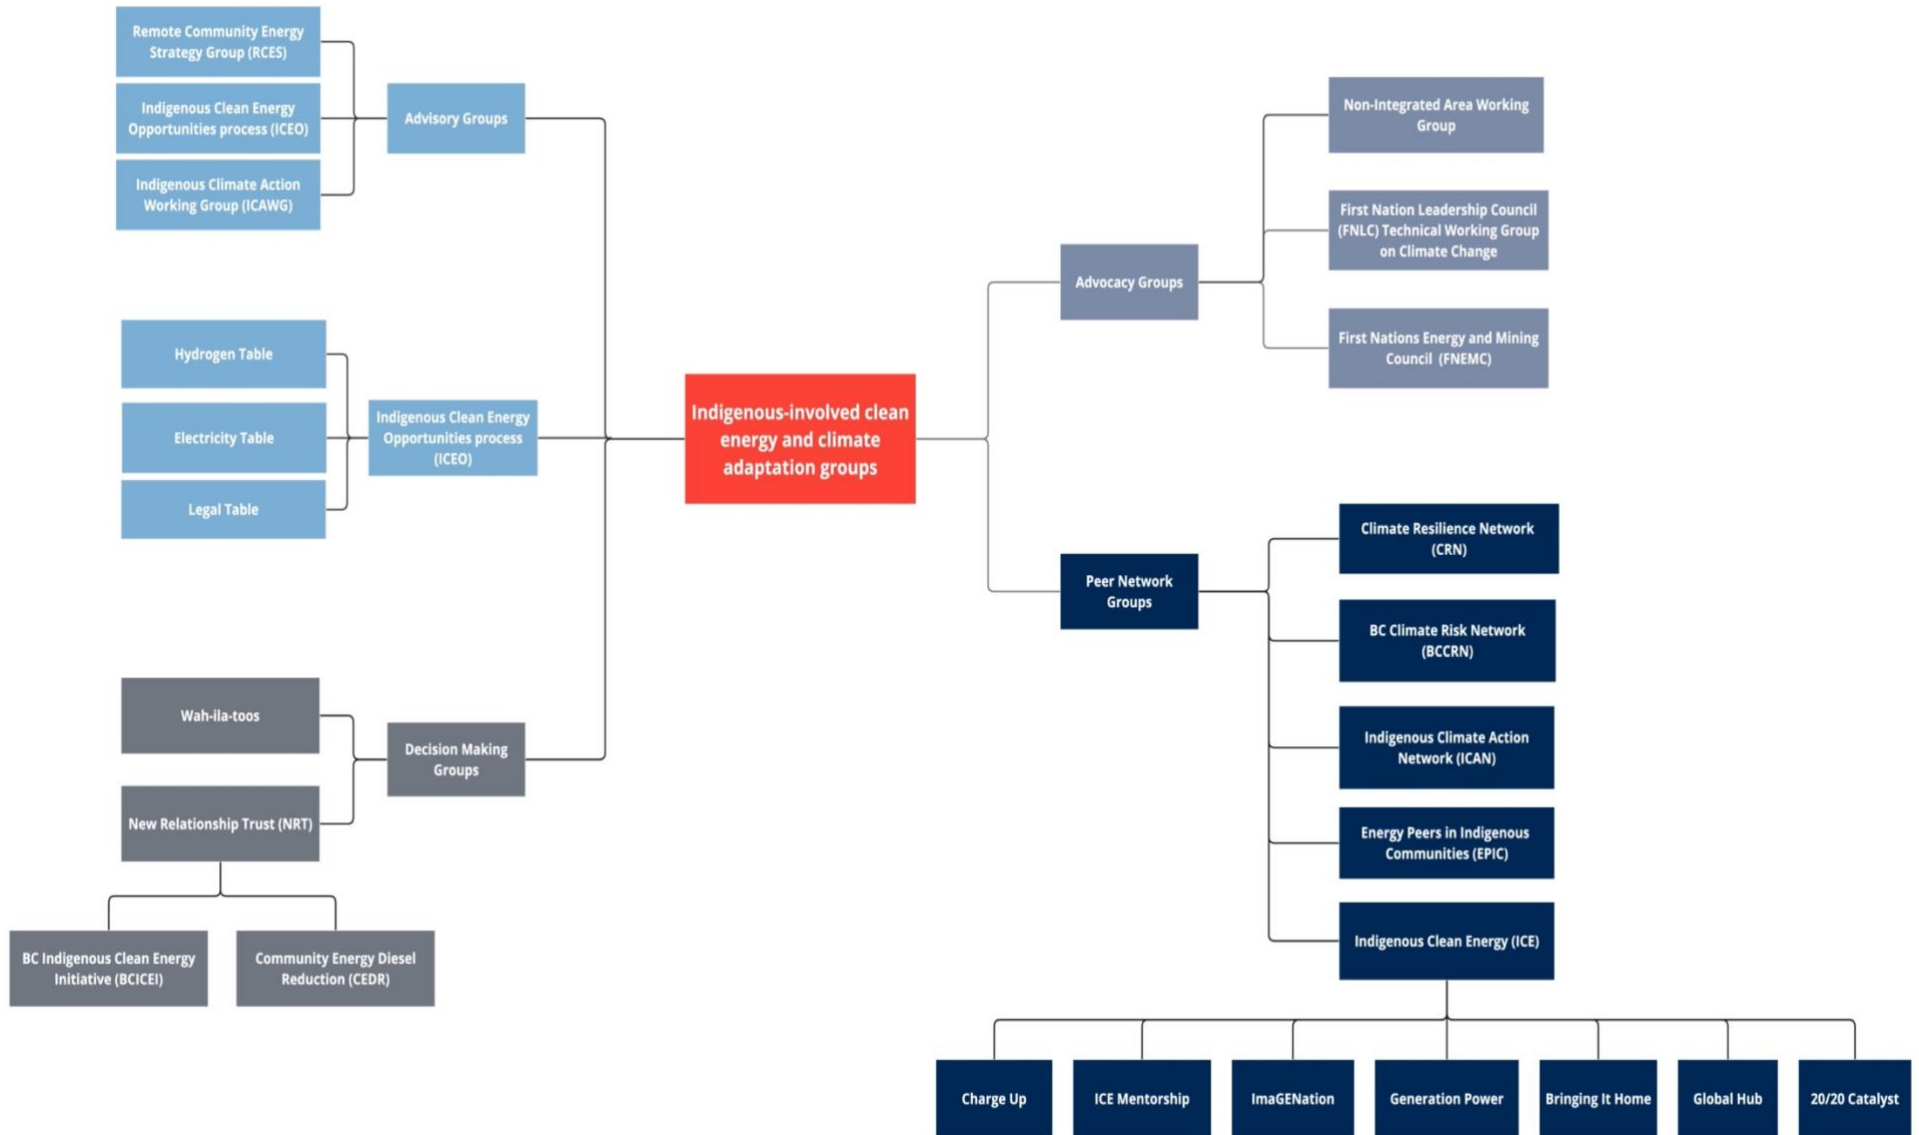 Remote Community Energy
Strategy Group (RCES)
Indigenous Clean Energy
Opportunities process (ICEO)
Indigenous Climate Action
Working Group (ICAWG)
Advisory Groups
Hydrogen Table
Electricity Table
Legal Table
Indigenous Clean Energy
Opportunities process
(ICEO)
Wah-ila-toos
New Relationship Trust (NRT)
Decision Making
Groups
BC Indigenous Clean Energy
Initiative (BCICEI)
Community Energy Diesel
Reduction (CEDR)
Indigenous-involved clean
energy and climate
adaptation groups
Advocacy Groups
Non-Integrated Area Working
Group
First Nation Leadership Council
(FNLC) Technical Working Group
on Climate Change
First Nations Energy and Mining
Council (FNEMC)
Peer Network
Groups
Climate Resilience Network
(CRN)
BC Climate Risk Network
(BCCRN)
Indigenous Climate Action
Network (ICAN)
Energy Peers in Indigenous
Communities (EPIC)
Indigenous Clean Energy (ICE)
Charge Up
ICE Mentorship
ImaGENation
Generation Power
Bringing It Home
Global Hub
20/20 Catalyst